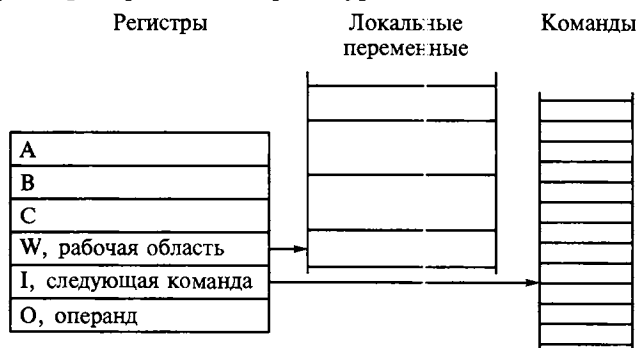 Регистры
Локальные
переменные
Команды
A
B
C
W, рабочая область
I, следующая команда
O, операнд